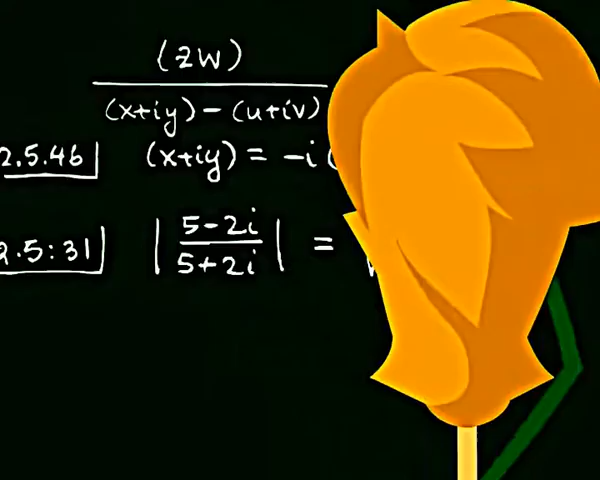 (zw)
(x+iy) - (u+iv)
2.5.46 (x+iy) = -i (
2.5:31 | 5-2i / 5+2i | =